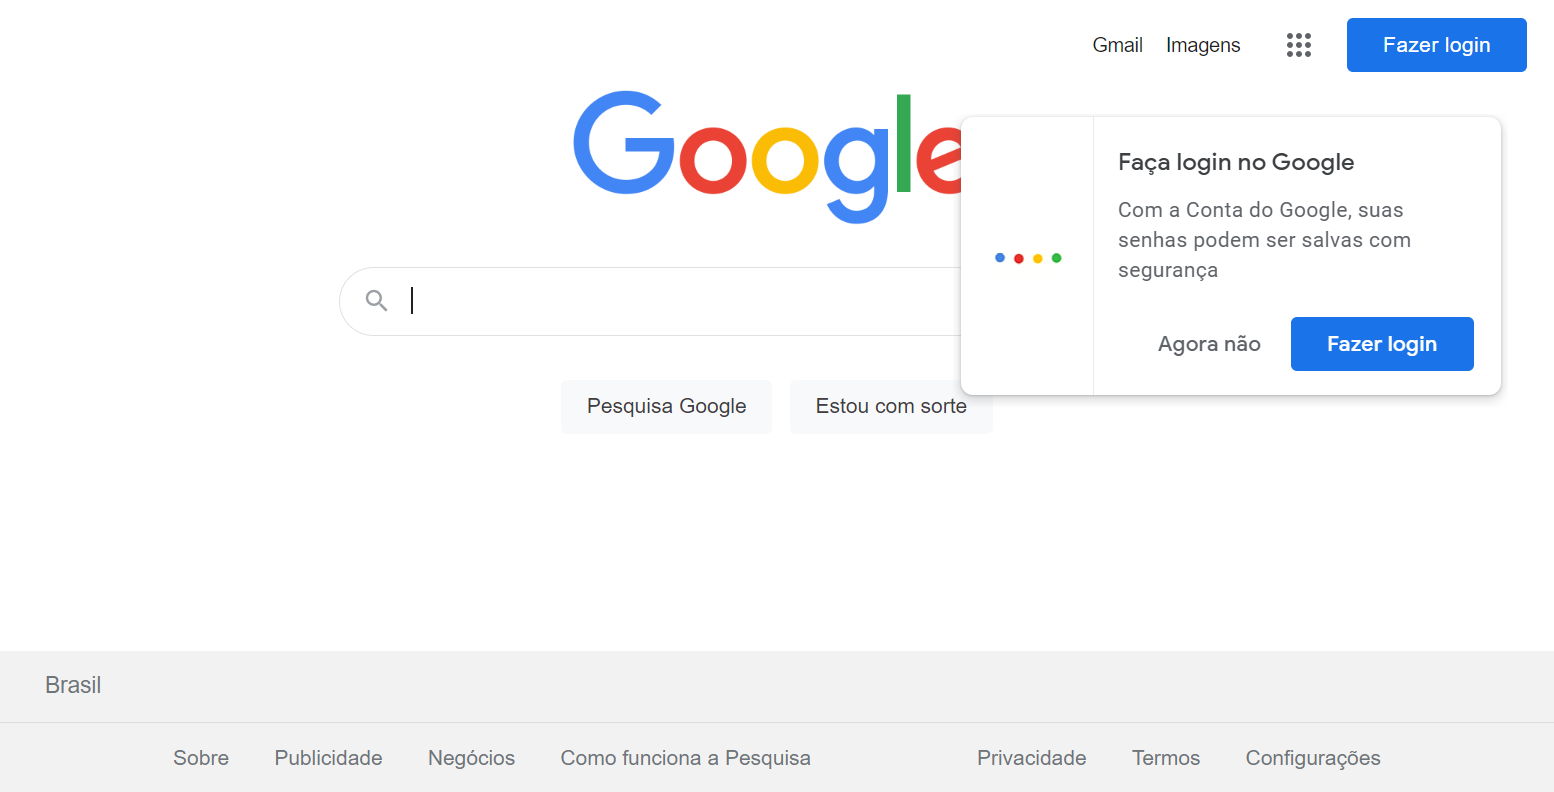 Gmail Imagens Fazer login
Google
Faça login no Google
Com a Conta do Google, suas
senhas podem ser salvas com
segurança
Agora não Fazer login
Pesquisa Google Estou com sorte
Brasil
Sobre Publicidade Negócios Como funciona a Pesquisa Privacidade Termos Configurações